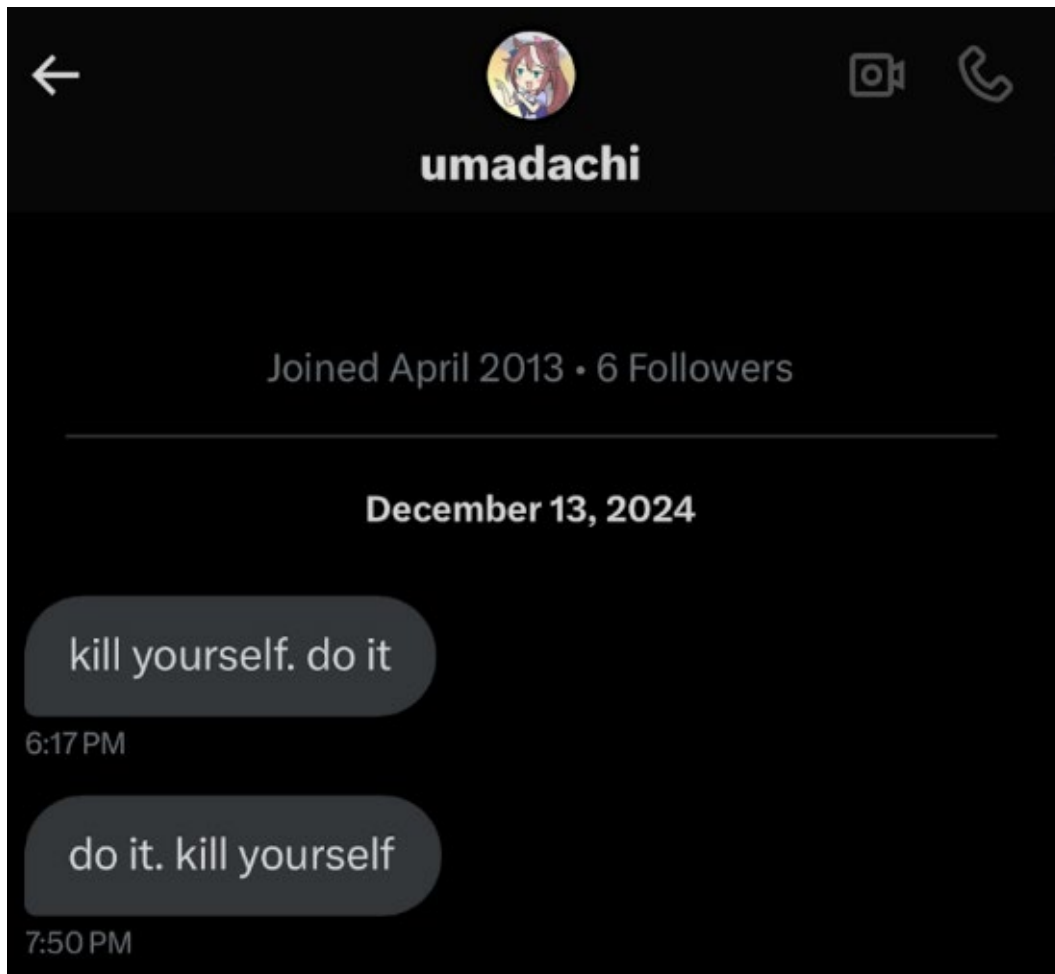 umadachi
Joined April 2013 • 6 Followers
December 13, 2024
kill yourself. do it
6:17 PM
do it. kill yourself
7:50 PM